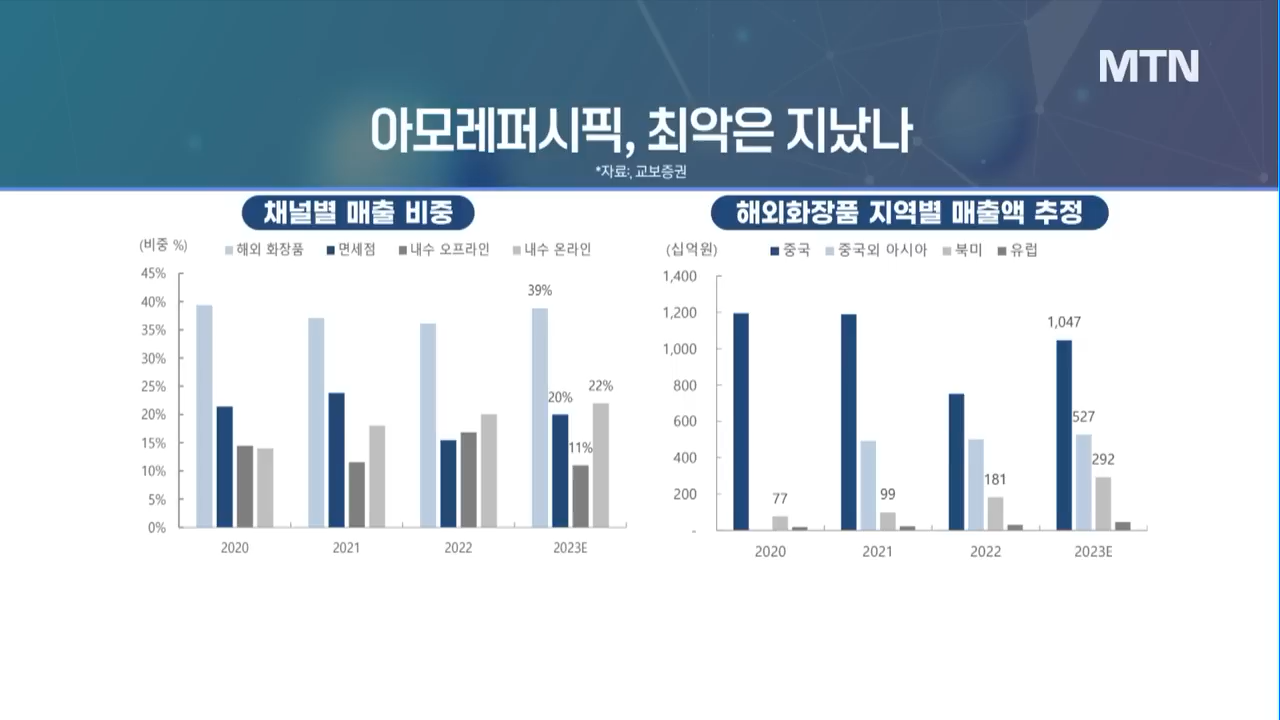 MTN
아모레퍼시픽, 최악은 지났나
*자료:, 교보증권
채널별 매출 비중
(비중 %)
해외 화장품 면세점 내수 오프라인 내수 온라인
45%
40%
35%
30%
25%
20%
15%
10%
5%
0%
39%
20%
11%
22%
2020 2021 2022 2023E
해외화장품 지역별 매출액 추정
(십억원)
중국 중국외 아시아 북미 유럽
1,400
1,200
1,000
800
600
400
200
-
77
99
181
1,047
527
292
2020 2021 2022 2023E